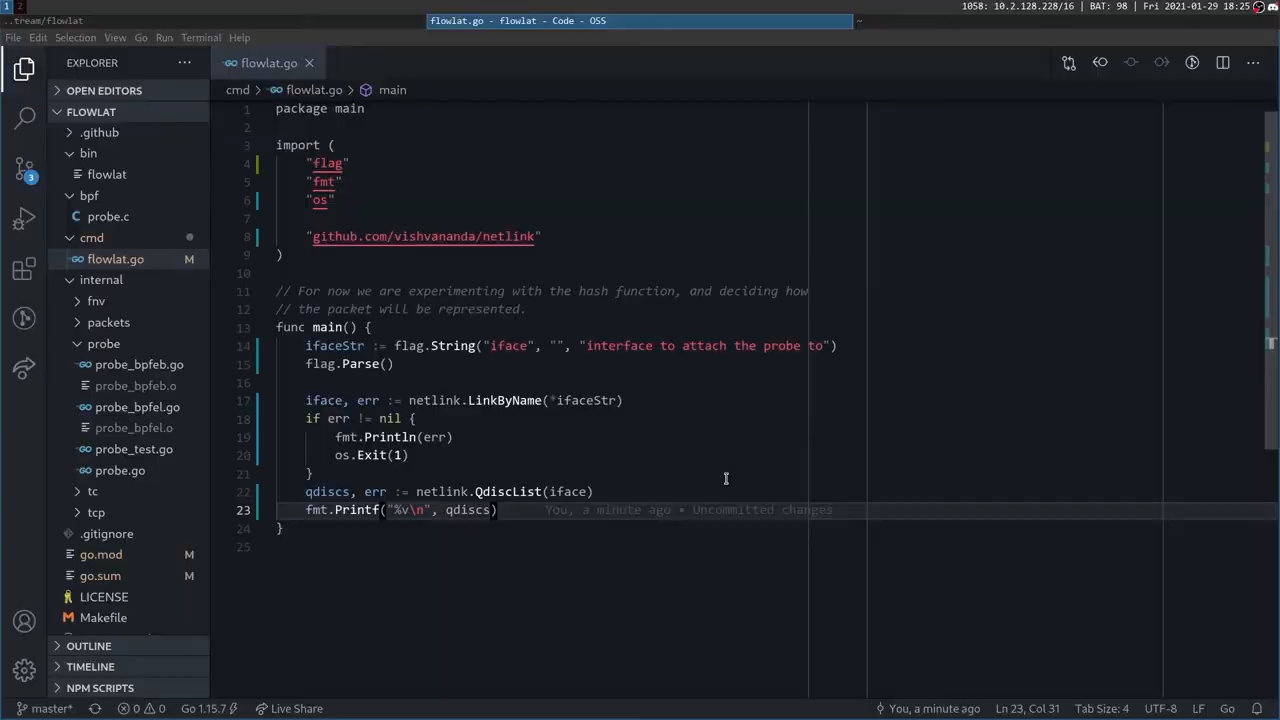 1 2
1058: 10.2.128.228/16 | BAT: 98 | Fri 2021-01-29 18:25
..tream/flowlat
flowlat.go - flowlat - Code - OSS
~
File Edit Selection View Go Run Terminal Help
EXPLORER
OPEN EDITORS
FLOWLAT
.github
bin
flowlat
bpf
probe.c
cmd
flowlat.go M
internal
fnv
packets
probe
probe_bpfeb.go
probe_bpfeb.o
probe_bpfel.go
probe_bpfel.o
probe_test.go
probe.go
tc
tcp
.gitignore
go.mod M
go.sum M
LICENSE
Makefile
OUTLINE
TIMELINE
NPM SCRIPTS
3
flowlat.go
cmd > flowlat.go > main
1 package main
2
3 import (
4 "flag"
5 "fmt"
6 "os"
7
8 "github.com/vishvananda/netlink"
9 )
10
11 // For now we are experimenting with the hash function, and deciding how
12 // the packet will be represented.
13 func main() {
14 ifaceStr := flag.String("iface", "", "interface to attach the probe to")
15 flag.Parse()
16
17 iface, err := netlink.LinkByName(*ifaceStr)
18 if err != nil {
19 fmt.Println(err)
20 os.Exit(1)
21 }
22 qdiscs, err := netlink.QdiscList(iface)
23 fmt.Printf("%v\n", qdiscs) You, a minute ago • Uncommitted changes
24 }
25
master* 0 0 Go 1.15.7 Live Share You, a minute ago Ln 23, Col 31 Tab Size: 4 UTF-8 LF Go